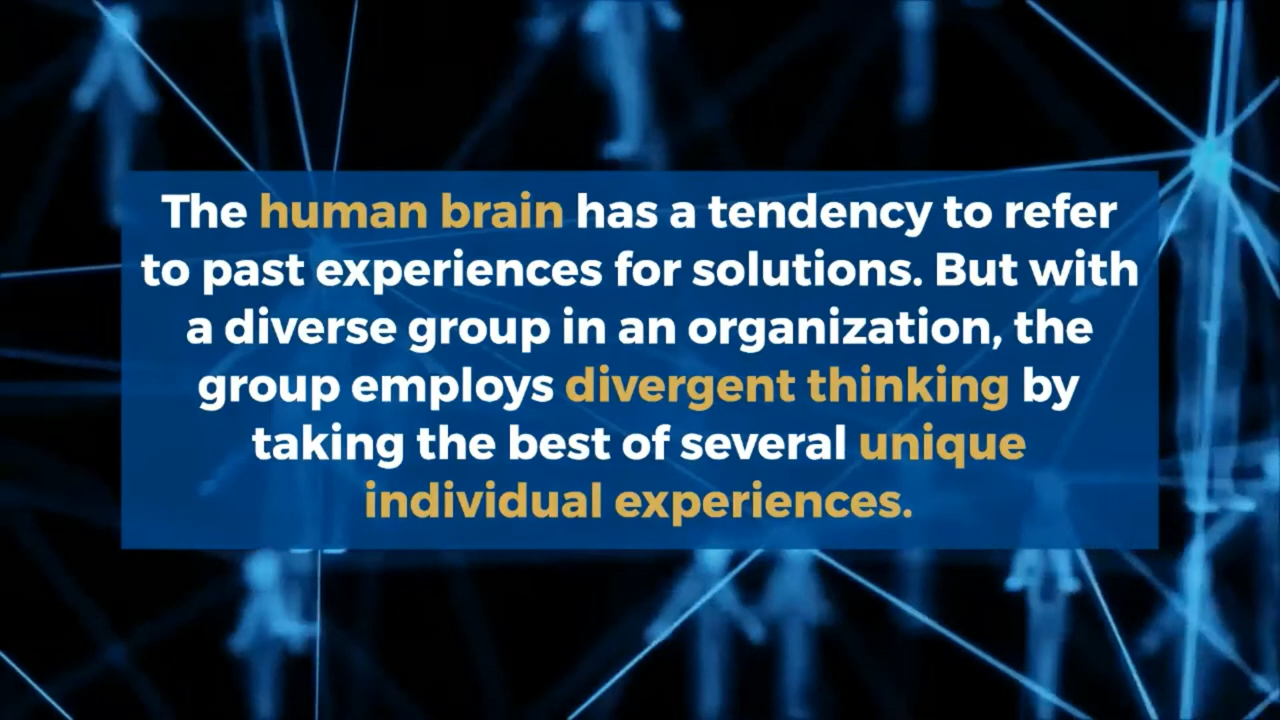 The human brain has a tendency to refer
to past experiences for solutions. But with
a diverse group in an organization, the
group employs divergent thinking by
taking the best of several unique
individual experiences.